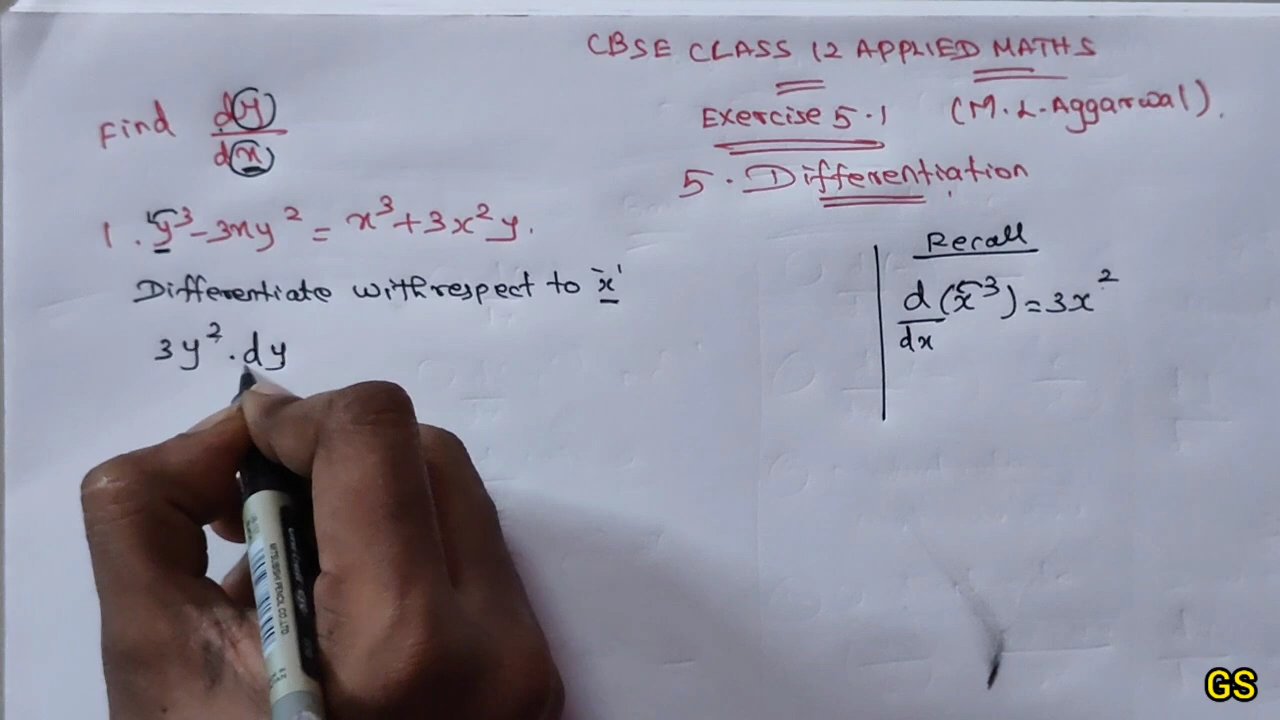 CBSE CLASS 12 APPLIED MATHS
Exercise 5.1 (M.L.Aggarwal).
5. Differentiation
Find dy/dx
1. y³-3xy² = x³+3x²y.
Differentiate with respect to 'x'
3y².dy
Recall
d/dx (x³) = 3x²
GS